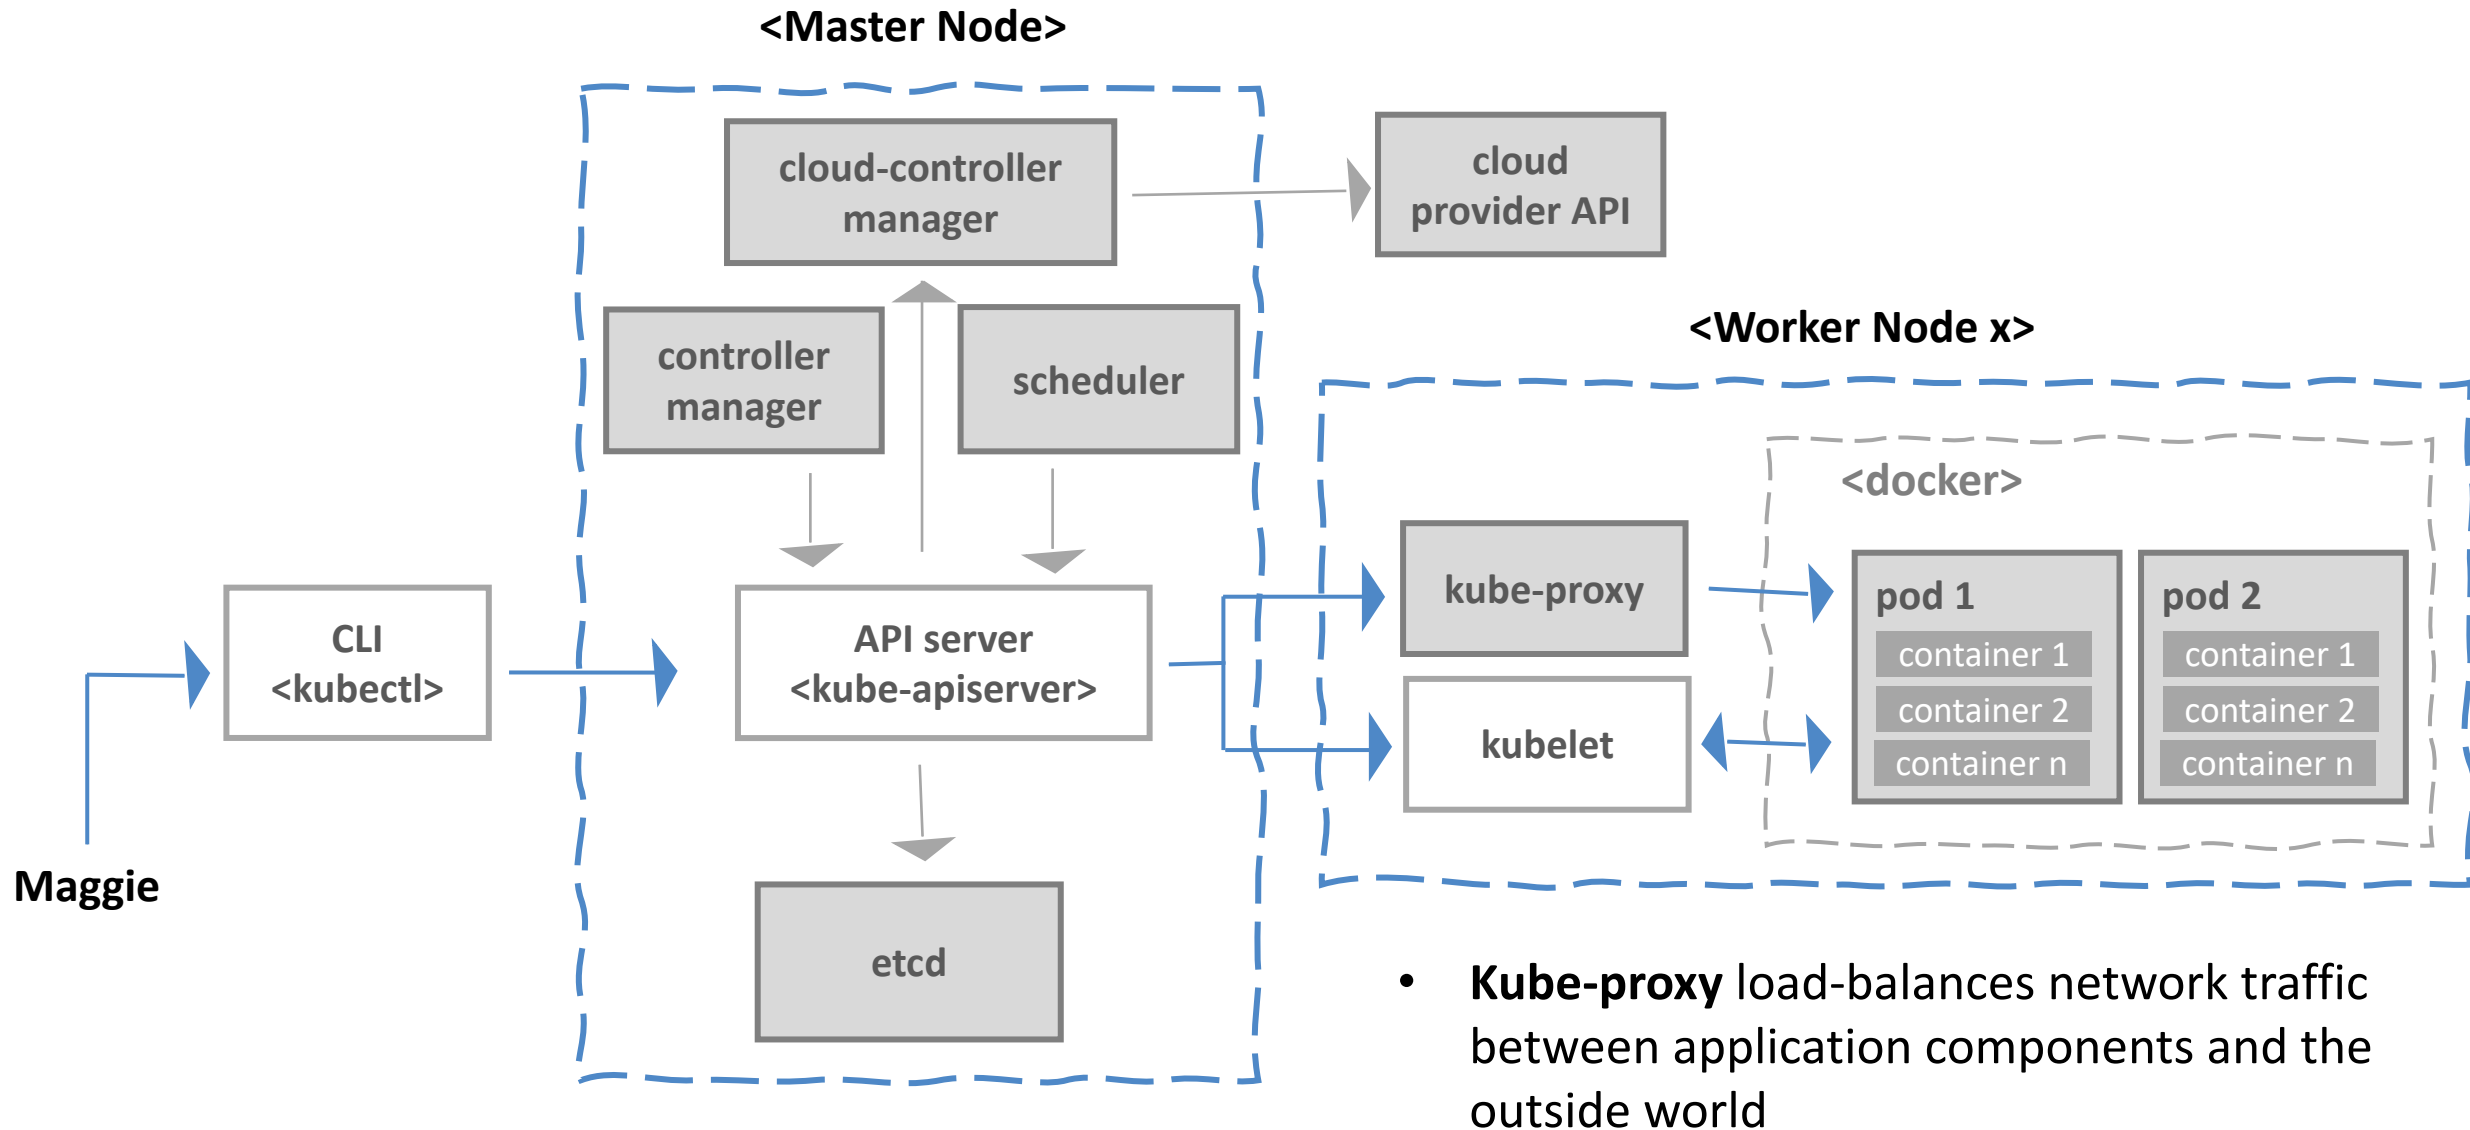 <Master Node>
cloud-controller
manager
cloud
provider API
controller
manager
scheduler
<Worker Node x>
<docker>
CLI
<kubectl>
API server
<kube-apiserver>
kube-proxy
kubelet
pod 1
container 1
container 2
container n
pod 2
container 1
container 2
container n
Maggie
etcd
• Kube-proxy load-balances network traffic
between application components and the
outside world